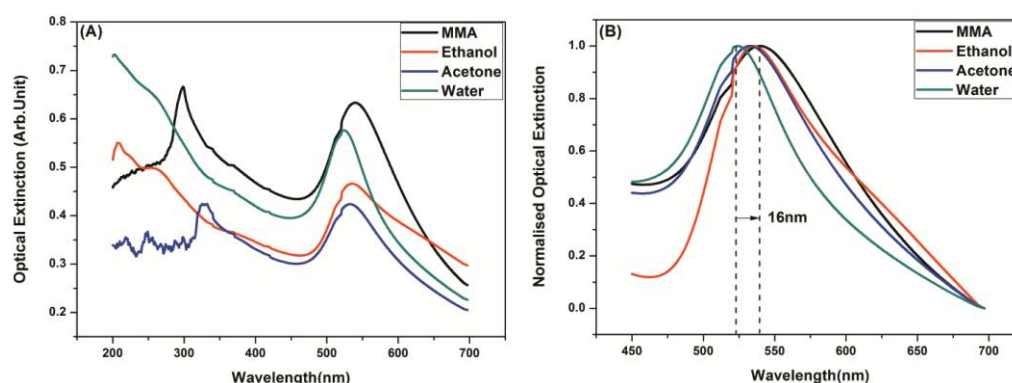 (A)
MMA
Ethanol
Acetone
Water
Optical Extinction (Arb.Unit)
0.8
0.7
0.6
0.5
0.4
0.3
0.2
200 300 400 500 600 700
Wavelength(nm)
(B)
MMA
Ethanol
Acetone
Water
Normalised Optical Extinction
1.0
0.8
0.6
0.4
0.2
0.0
16nm
450 500 550 600 650 700
Wavelength(nm)